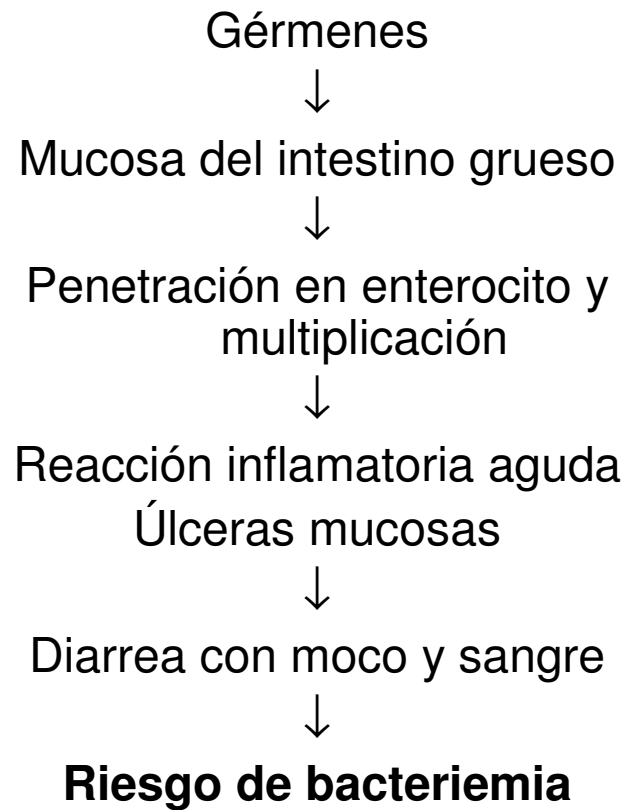 Gérmenes
↓
Mucosa del intestino grueso
↓
Penetración en enterocito y
multiplicación
↓
Reacción inflamatoria aguda
Úlceras mucosas
↓
Diarrea con moco y sangre
↓
Riesgo de bacteriemia